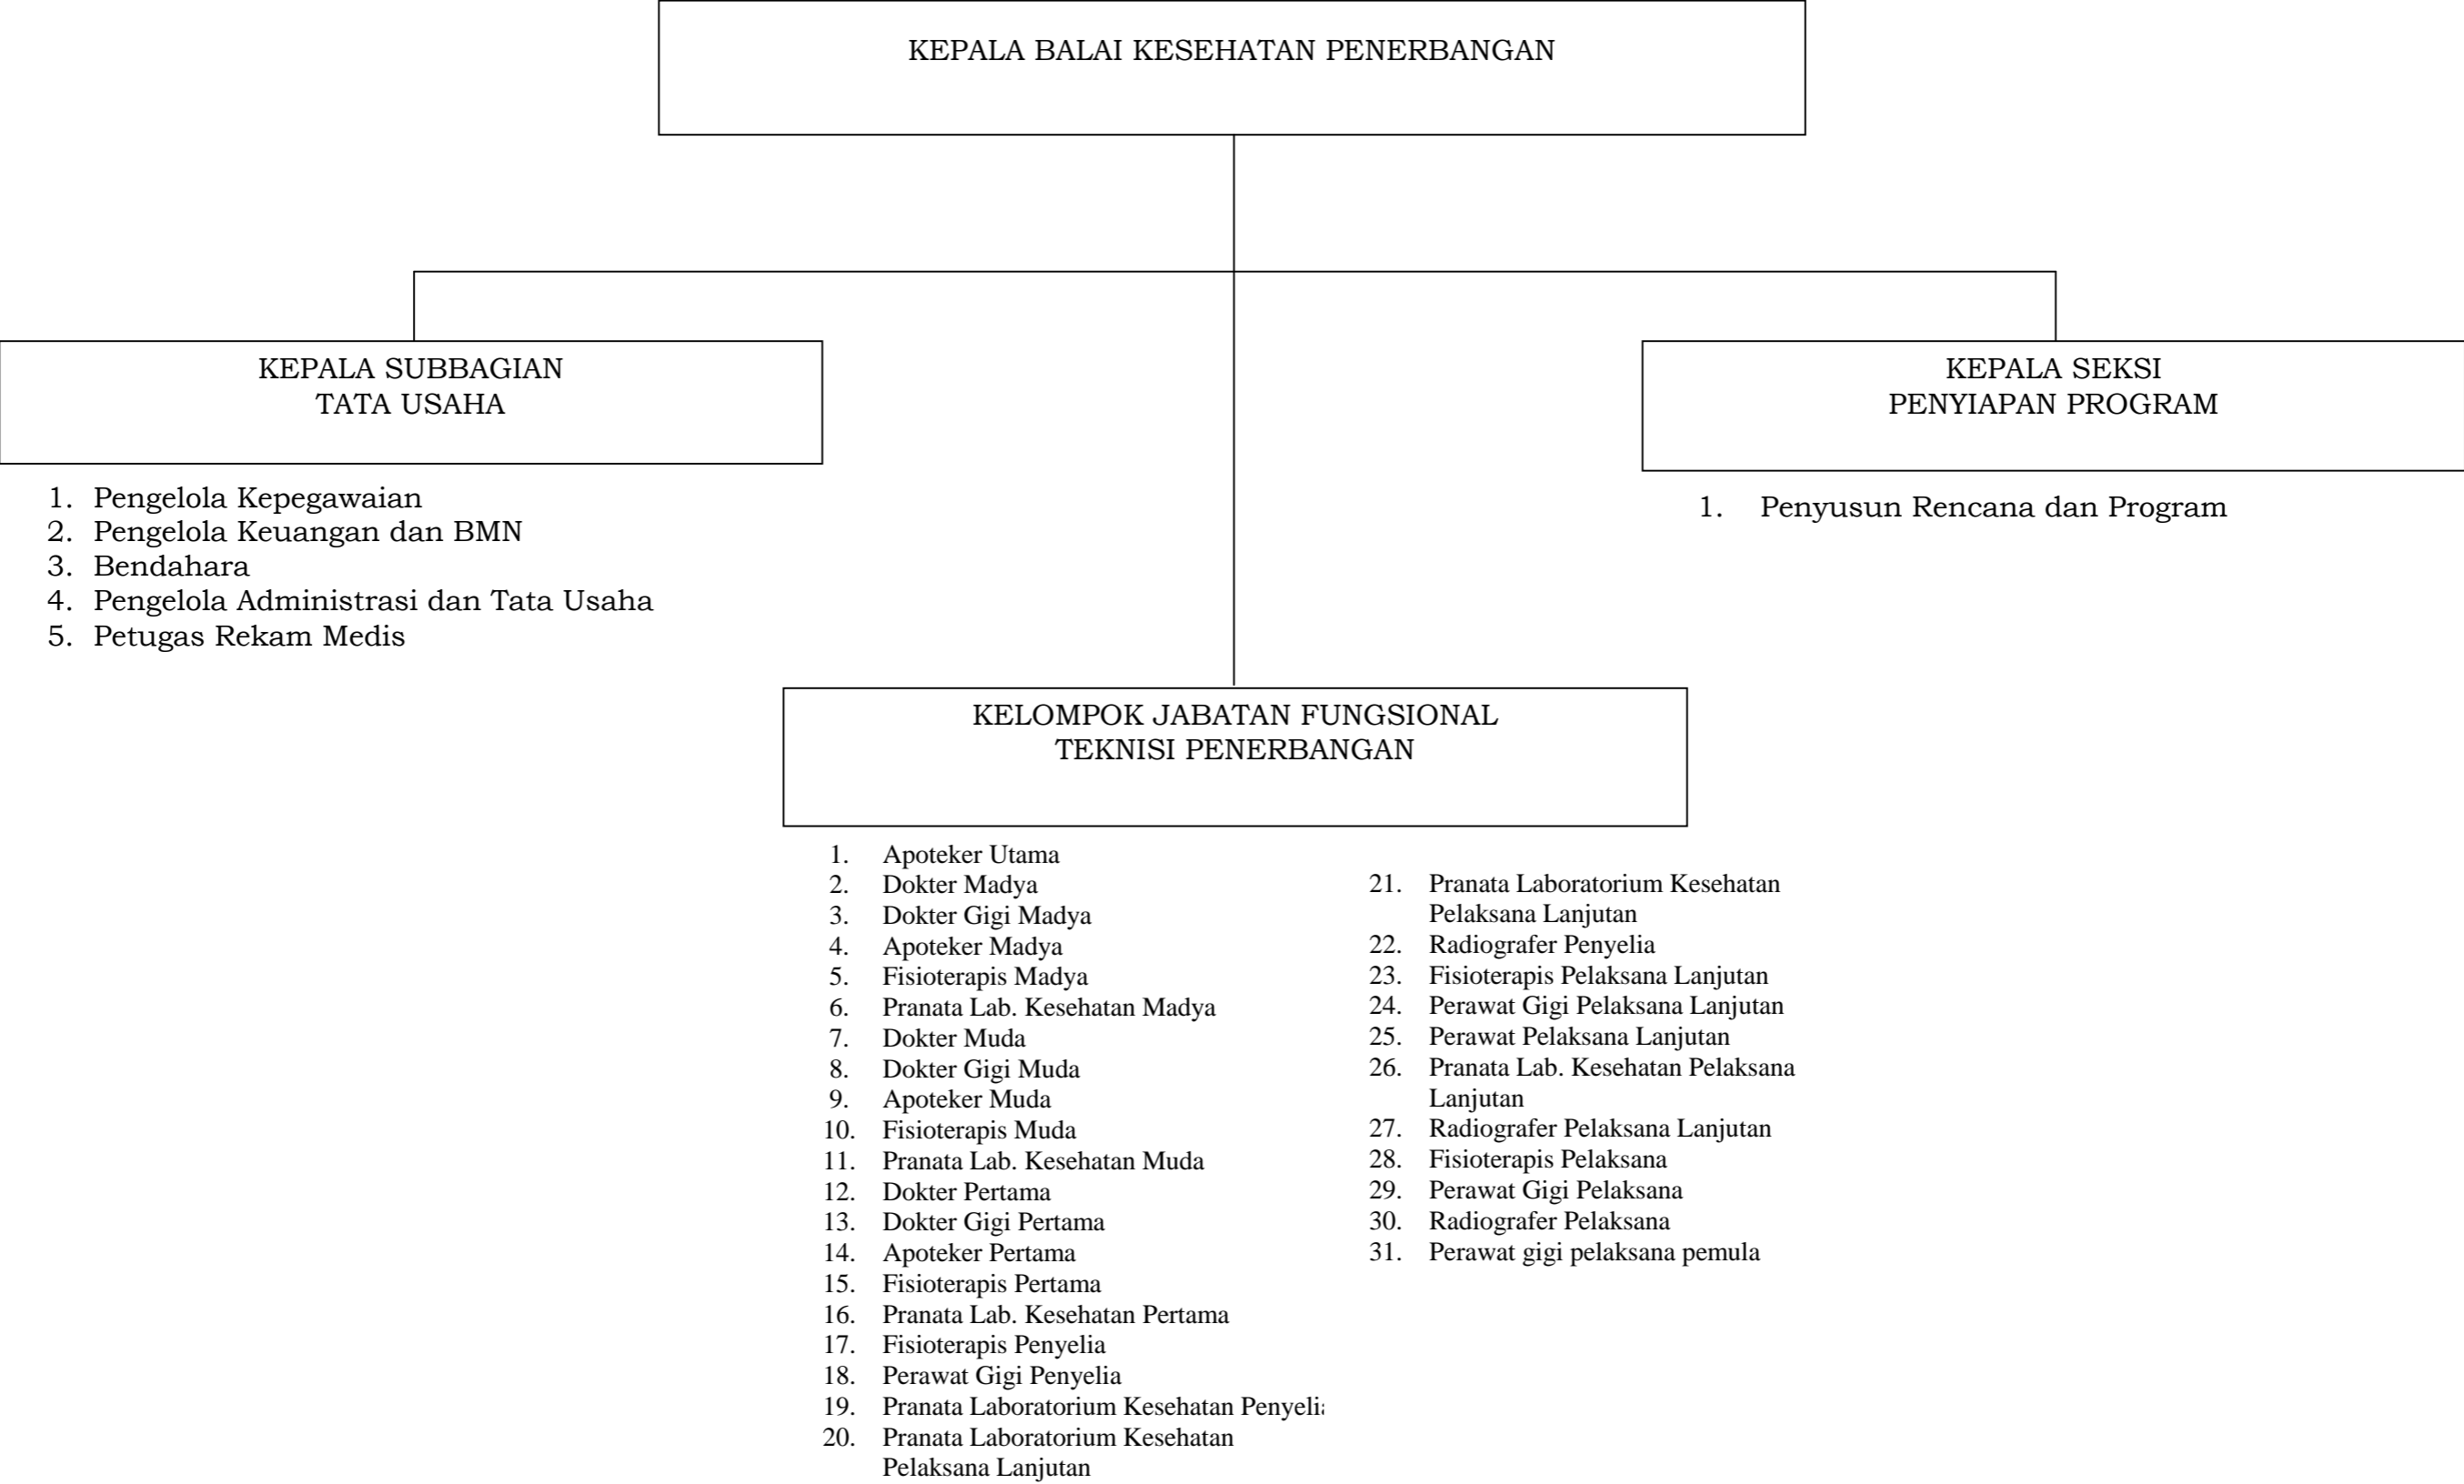 KEPALA BALAI KESEHATAN PENERBANGAN
KEPALA SUBBAGIAN
TATA USAHA
1. Pengelola Kepegawaian
2. Pengelola Keuangan dan BMN
3. Bendahara
4. Pengelola Administrasi dan Tata Usaha
5. Petugas Rekam Medis
KEPALA SEKSI
PENYIAPAN PROGRAM
1. Penyusun Rencana dan Program
KELOMPOK JABATAN FUNGSIONAL
TEKNISI PENERBANGAN
1. Apoteker Utama
2. Dokter Madya
3. Dokter Gigi Madya
4. Apoteker Madya
5. Fisioterapis Madya
6. Pranata Lab. Kesehatan Madya
7. Dokter Muda
8. Dokter Gigi Muda
9. Apoteker Muda
10. Fisioterapis Muda
11. Pranata Lab. Kesehatan Muda
12. Dokter Pertama
13. Dokter Gigi Pertama
14. Apoteker Pertama
15. Fisioterapis Pertama
16. Pranata Lab. Kesehatan Pertama
17. Fisioterapis Penyelia
18. Perawat Gigi Penyelia
19. Pranata Laboratorium Kesehatan Penyelia
20. Pranata Laboratorium Kesehatan
Pelaksana Lanjutan
21. Pranata Laboratorium Kesehatan
Pelaksana Lanjutan
22. Radiografer Penyelia
23. Fisioterapis Pelaksana Lanjutan
24. Perawat Gigi Pelaksana Lanjutan
25. Perawat Pelaksana Lanjutan
26. Pranata Lab. Kesehatan Pelaksana
Lanjutan
27. Radiografer Pelaksana Lanjutan
28. Fisioterapis Pelaksana
29. Perawat Gigi Pelaksana
30. Radiografer Pelaksana
31. Perawat gigi pelaksana pemula